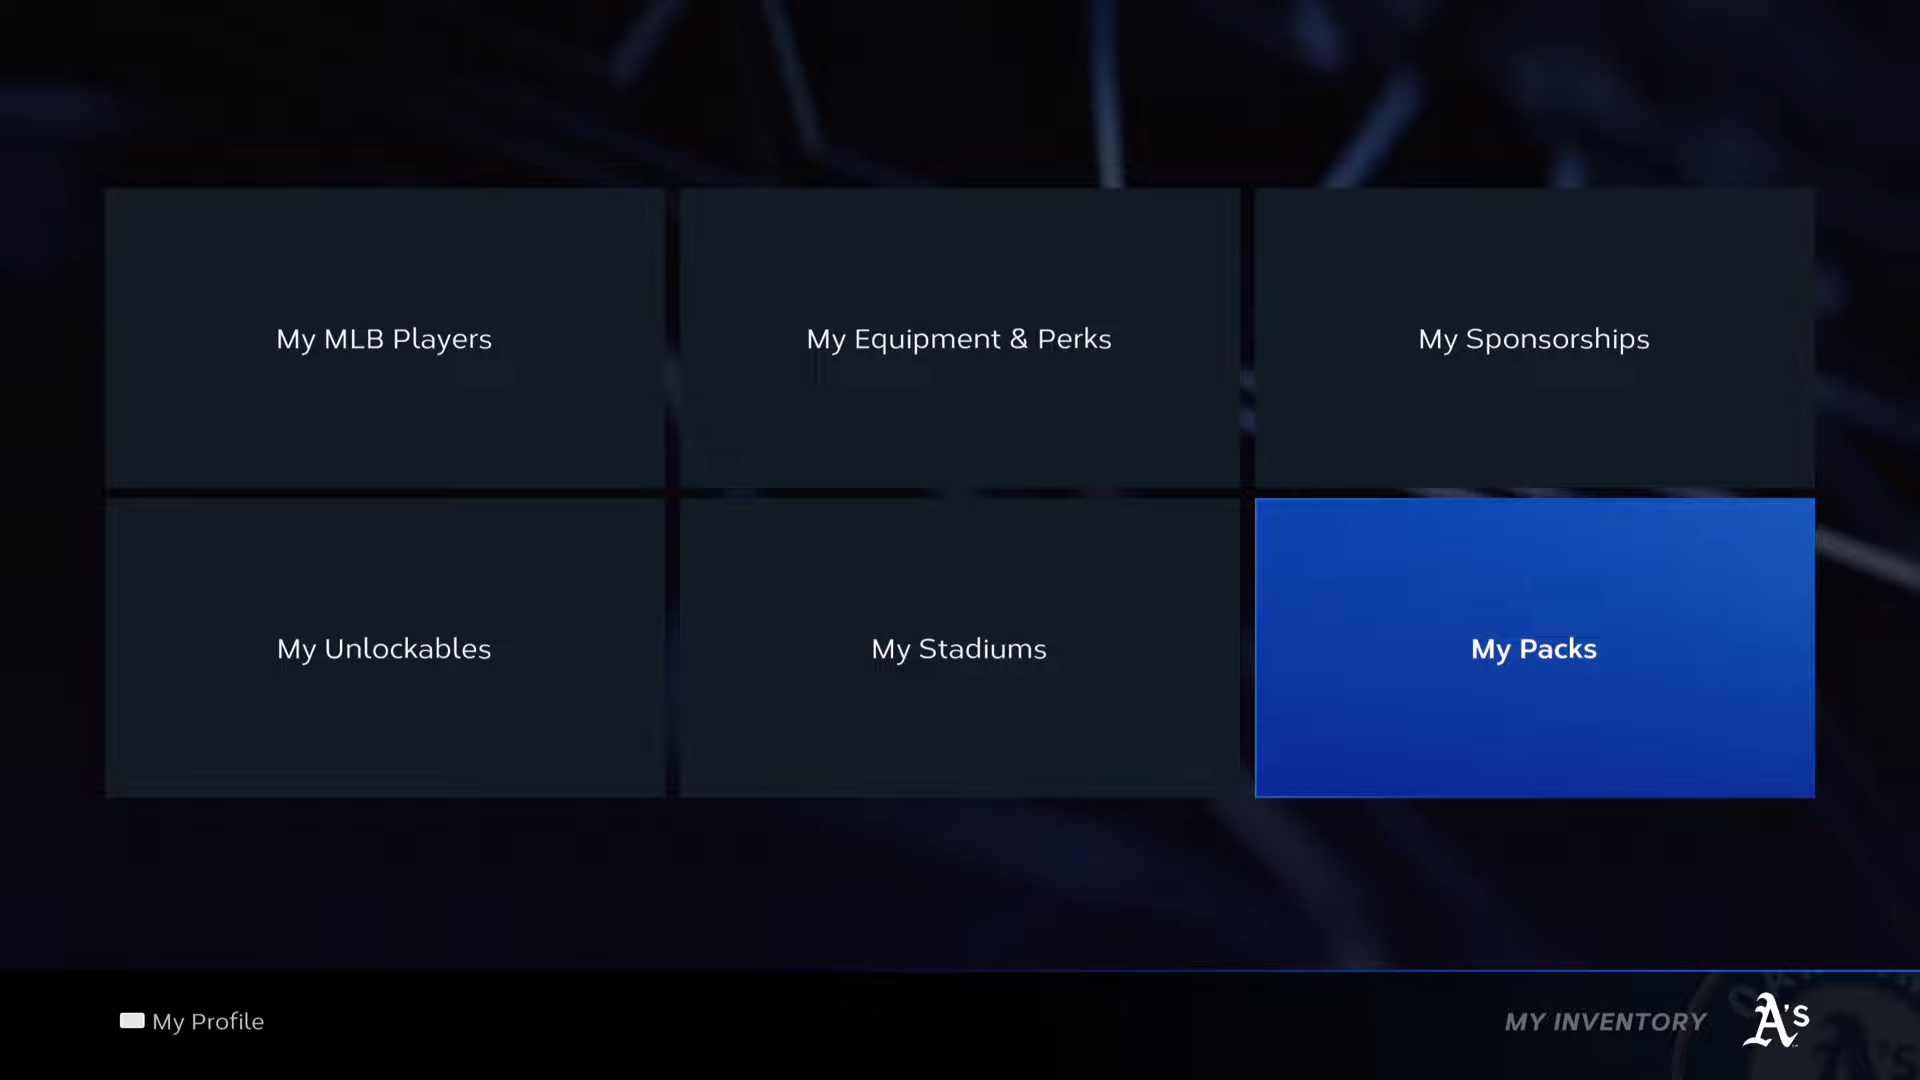 My MLB Players
My Equipment & Perks
My Sponsorships
My Unlockables
My Stadiums
My Packs
My Profile
MY INVENTORY
A's